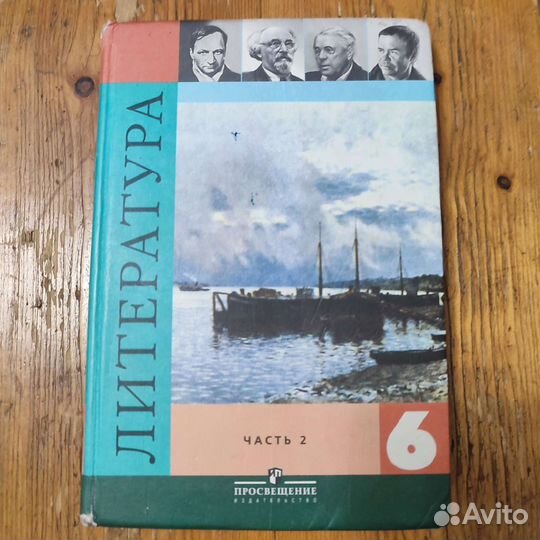 ЛИТЕРАТУРА
ЧАСТЬ 2
6
ПРОСВЕЩЕНИЕ
ИЗДАТЕЛЬСТВО
Avito